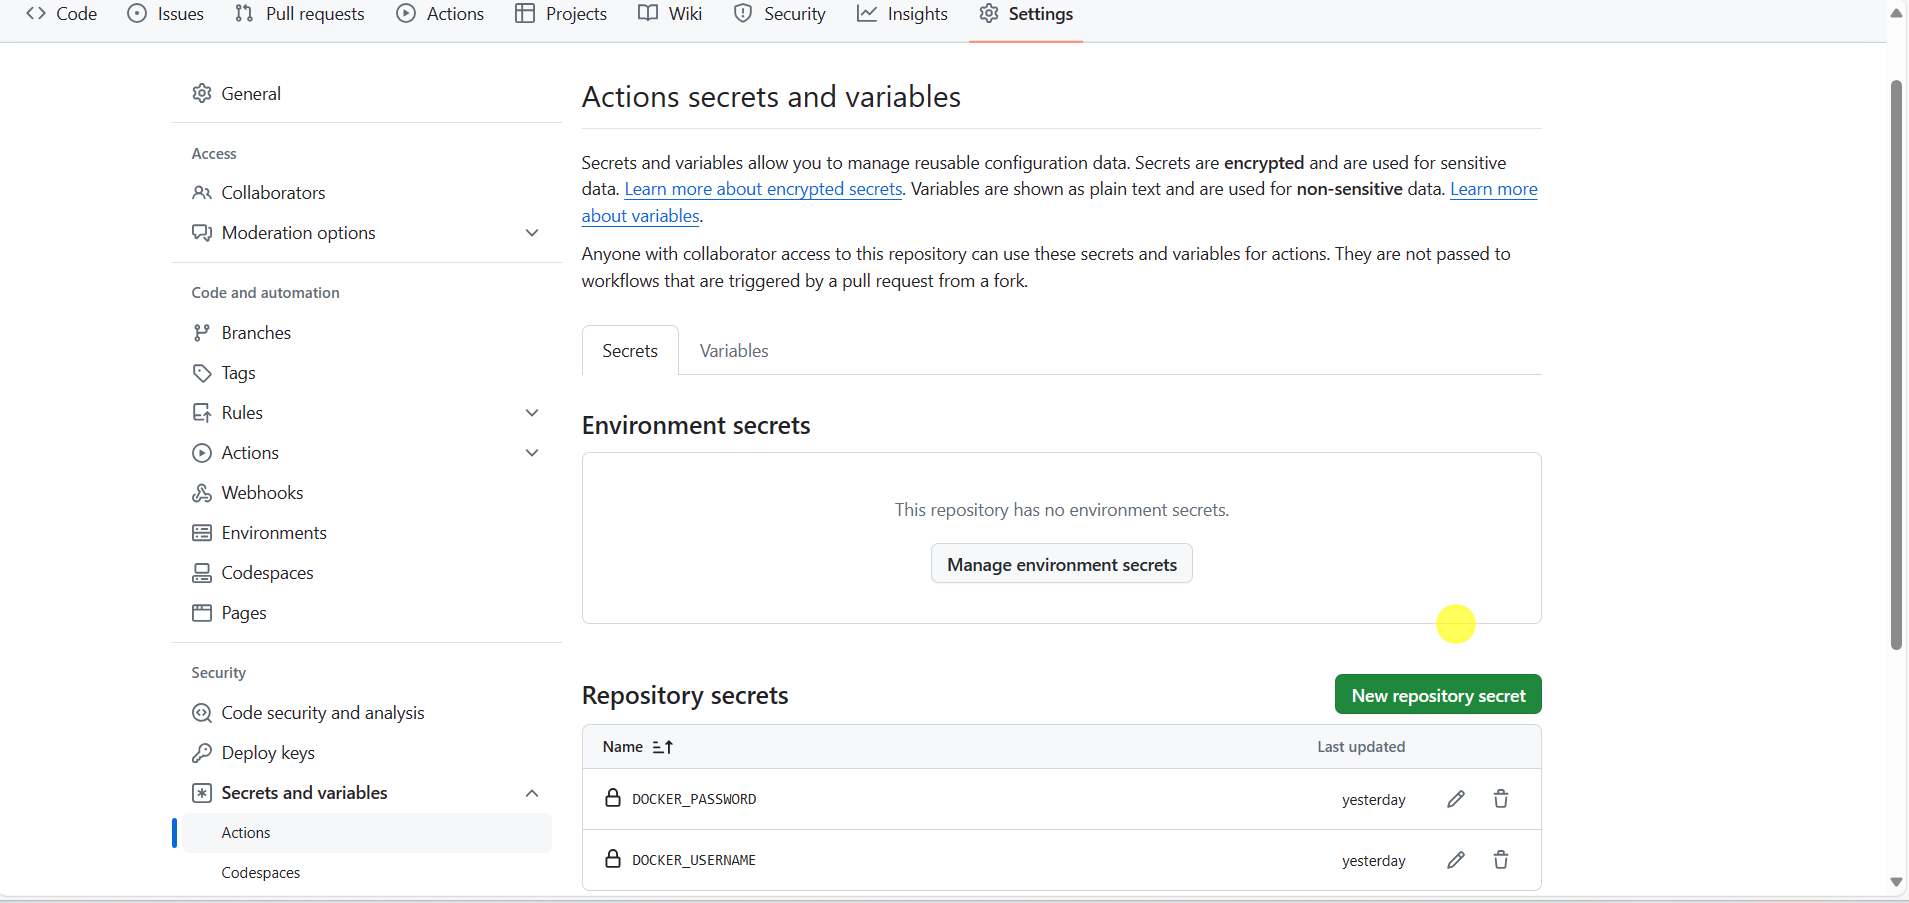 Code Issues Pull requests Actions Projects Wiki Security Insights Settings
General
Access
Collaborators
Moderation options
Code and automation
Branches
Tags
Rules
Actions
Webhooks
Environments
Codespaces
Pages
Security
Code security and analysis
Deploy keys
Secrets and variables
Actions
Codespaces
Actions secrets and variables
Secrets and variables allow you to manage reusable configuration data. Secrets are encrypted and are used for sensitive
data. Learn more about encrypted secrets. Variables are shown as plain text and are used for non-sensitive data. Learn more
about variables.
Anyone with collaborator access to this repository can use these secrets and variables for actions. They are not passed to
workflows that are triggered by a pull request from a fork.
Secrets Variables
Environment secrets
This repository has no environment secrets.
Manage environment secrets
Repository secrets New repository secret
Name Last updated
DOCKER_PASSWORD yesterday
DOCKER_USERNAME yesterday